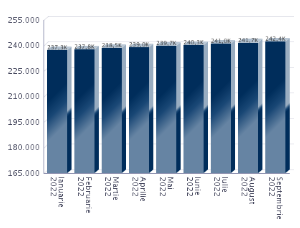 255.000
240.000
225.000
210.000
195.000
180.000
165.000
237.3K
237.8K
238.5K
239.0K
239.7K
240.3K
241.0K
241.7K
242.4K
Ianuarie
2022
Februarie
2022
Martie
2022
Aprilie
2022
Mai
2022
Iunie
2022
Iulie
2022
August
2022
Septembrie
2022